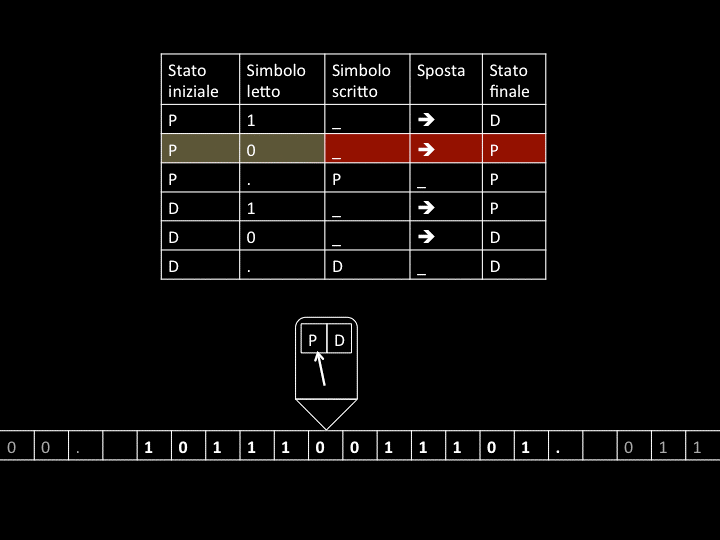 Stato iniziale Simbolo letto Simbolo scritto Sposta Stato finale
P 1 _ ➔ D
P 0 _ ➔ P
P . P _ P
D 1 _ ➔ P
D 0 _ ➔ D
D . D _ D
P D
0 0 . 1 0 1 1 1 0 0 1 1 1 0 1 . 0 1 1